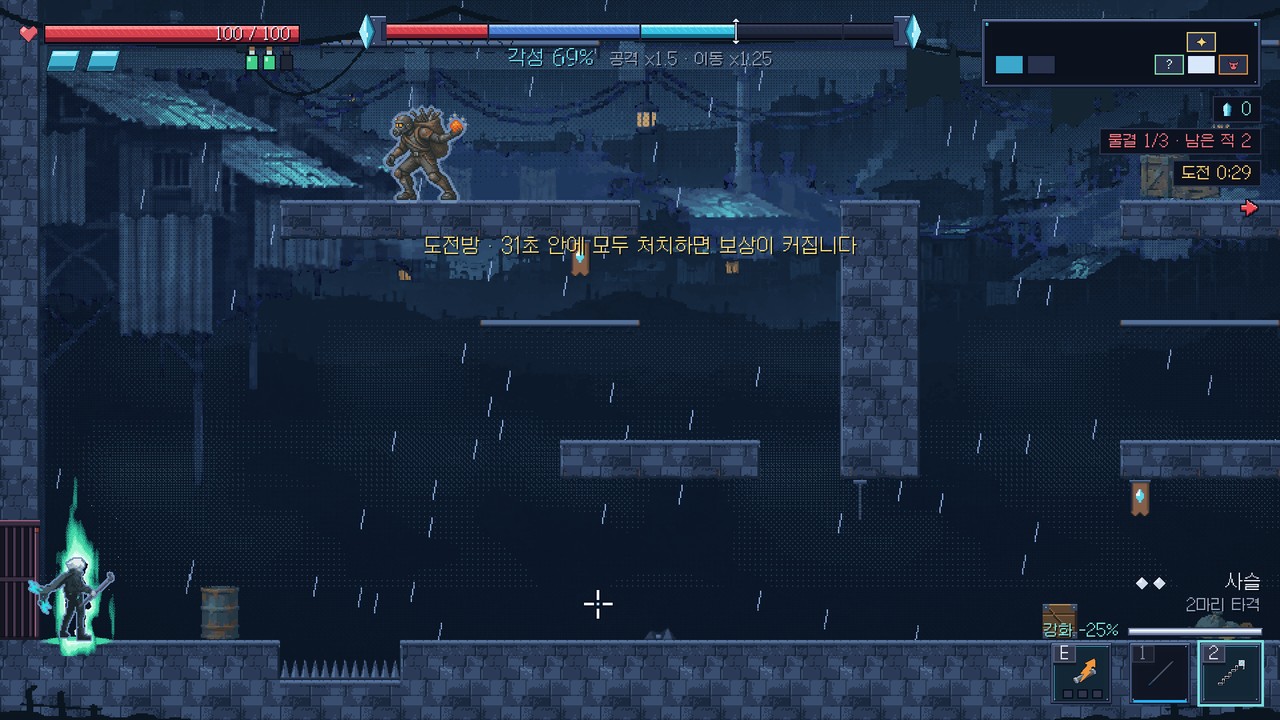 100 / 100
각성 69% 공격 x1.5 · 이동 x1.25
?
0
물결 1/3 · 남은 적 2
도전 0:29
도전방 · 31초 안에 모두 처치하면 보상이 커집니다
사슬
2마리 타격
강화 -25%
E
1
2